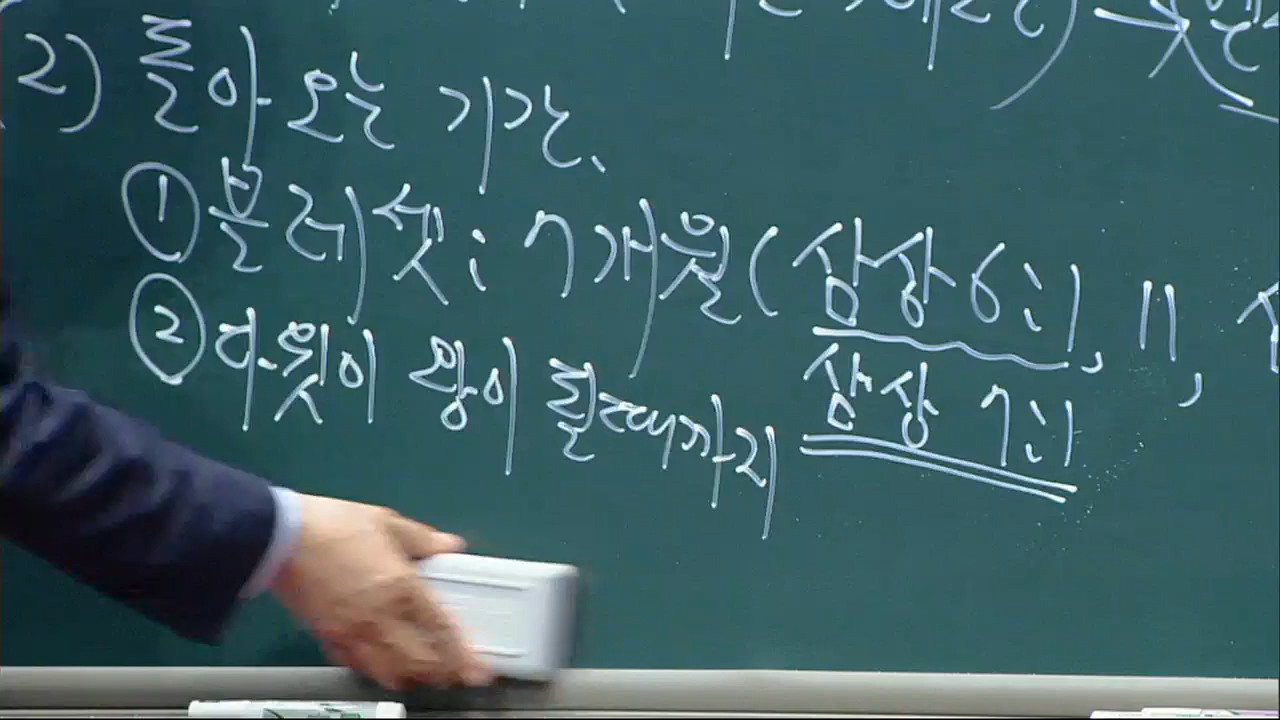 2) 돌아오는 기간
① 블레셋: 7개월(삼상 6:1), "
② 다윗이 왕이 될때까지 삼상 7:1